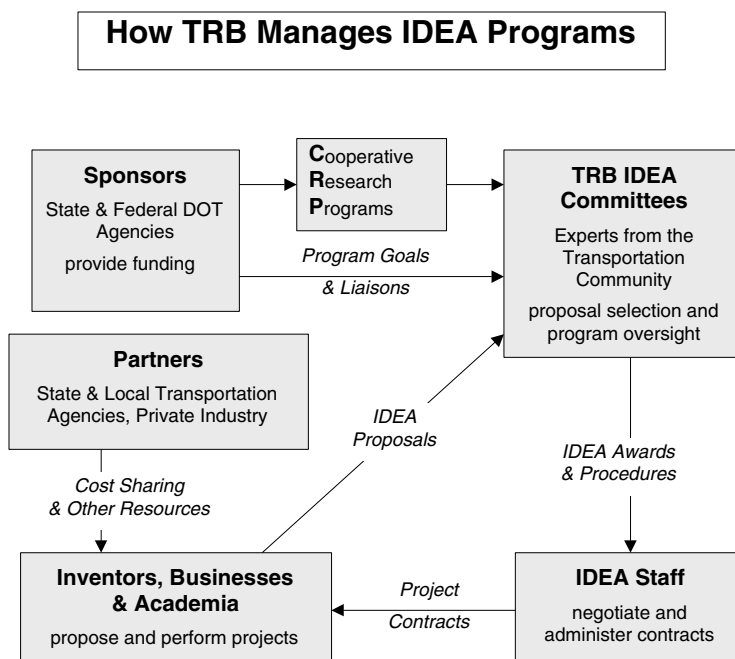 How TRB Manages IDEA Programs
Sponsors
State & Federal DOT
Agencies
provide funding
Cooperative
Research
Programs
TRB IDEA
Committees
Experts from the
Transportation
Community
proposal selection and
program oversight
Program Goals
& Liaisons
Partners
State & Local Transportation
Agencies, Private Industry
IDEA
Proposals
IDEA Awards
& Procedures
Cost Sharing
& Other Resources
Inventors, Businesses
& Academia
propose and perform projects
Project
Contracts
IDEA Staff
negotiate and
administer contracts